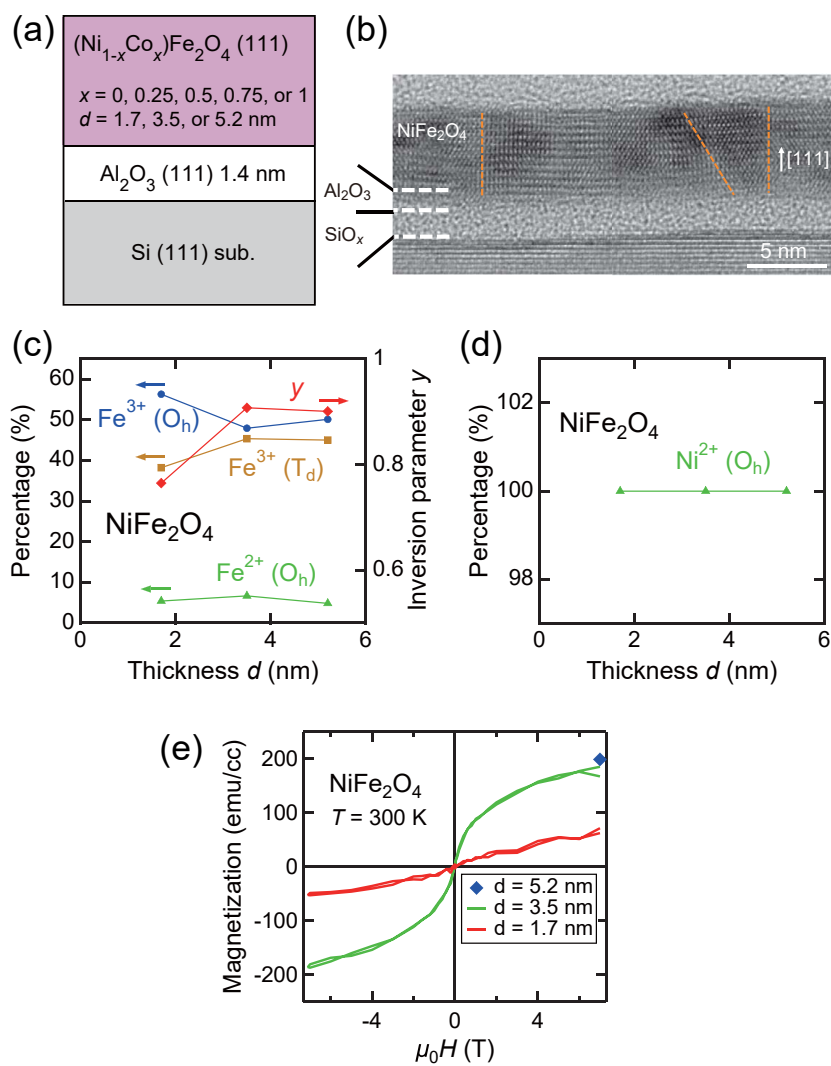 (a)
(Ni1-xCox)Fe2O4 (111)
x = 0, 0.25, 0.5, 0.75, or 1
d = 1.7, 3.5, or 5.2 nm
Al2O3 (111) 1.4 nm
Si (111) sub.
(b)
NiFe2O4
[111]
Al2O3
SiOx
5 nm
(c)
60
50
40
30
20
10
0
Percentage (%)
1
0.8
0.6
Inversion parameter y
y
Fe3+ (Oh)
Fe3+ (Td)
NiFe2O4
Fe2+ (Oh)
0
2
4
6
Thickness d (nm)
(d)
102
100
98
Percentage (%)
NiFe2O4
Ni2+ (Oh)
0
2
4
6
Thickness d (nm)
(e)
200
100
0
-100
-200
Magnetization (emu/cc)
NiFe2O4
T = 300 K
d = 5.2 nm
d = 3.5 nm
d = 1.7 nm
-4
0
4
μ0H (T)